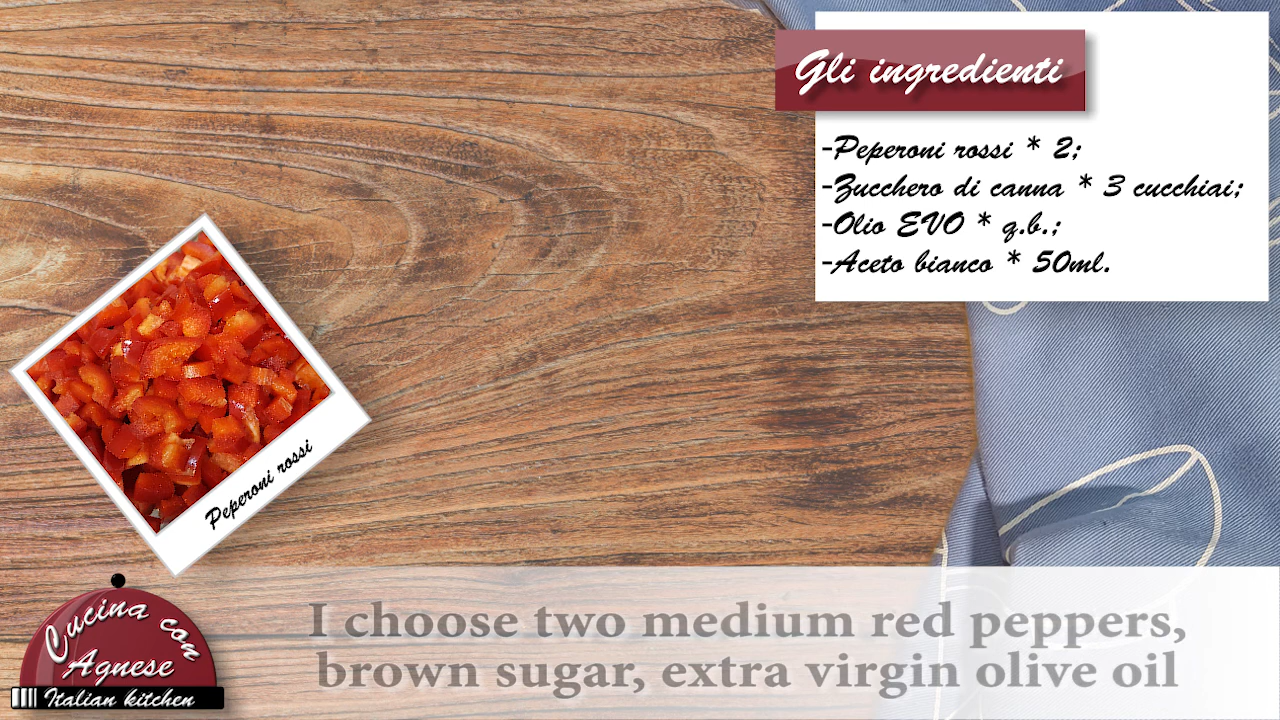 Gli ingredienti
-Peperoni rossi * 2;
-Zucchero di canna * 3 cucchiai;
-Olio EVO * q.b.;
-Aceto bianco * 50ml.
Peperoni rossi
Cucina con
Agnese
Italian kitchen
I choose two medium red peppers,
brown sugar, extra virgin olive oil